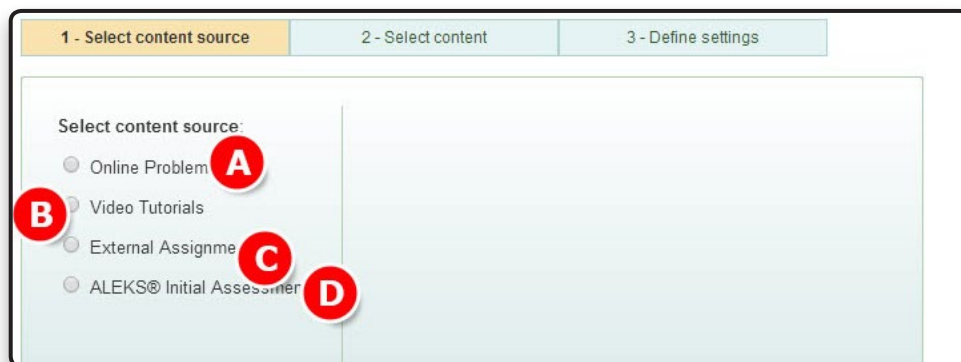 1 - Select content source 2 - Select content 3 - Define settings
Select content source:
Online Problem A
B Video Tutorials
External Assignme C
ALEKS® Initial Assessmen D